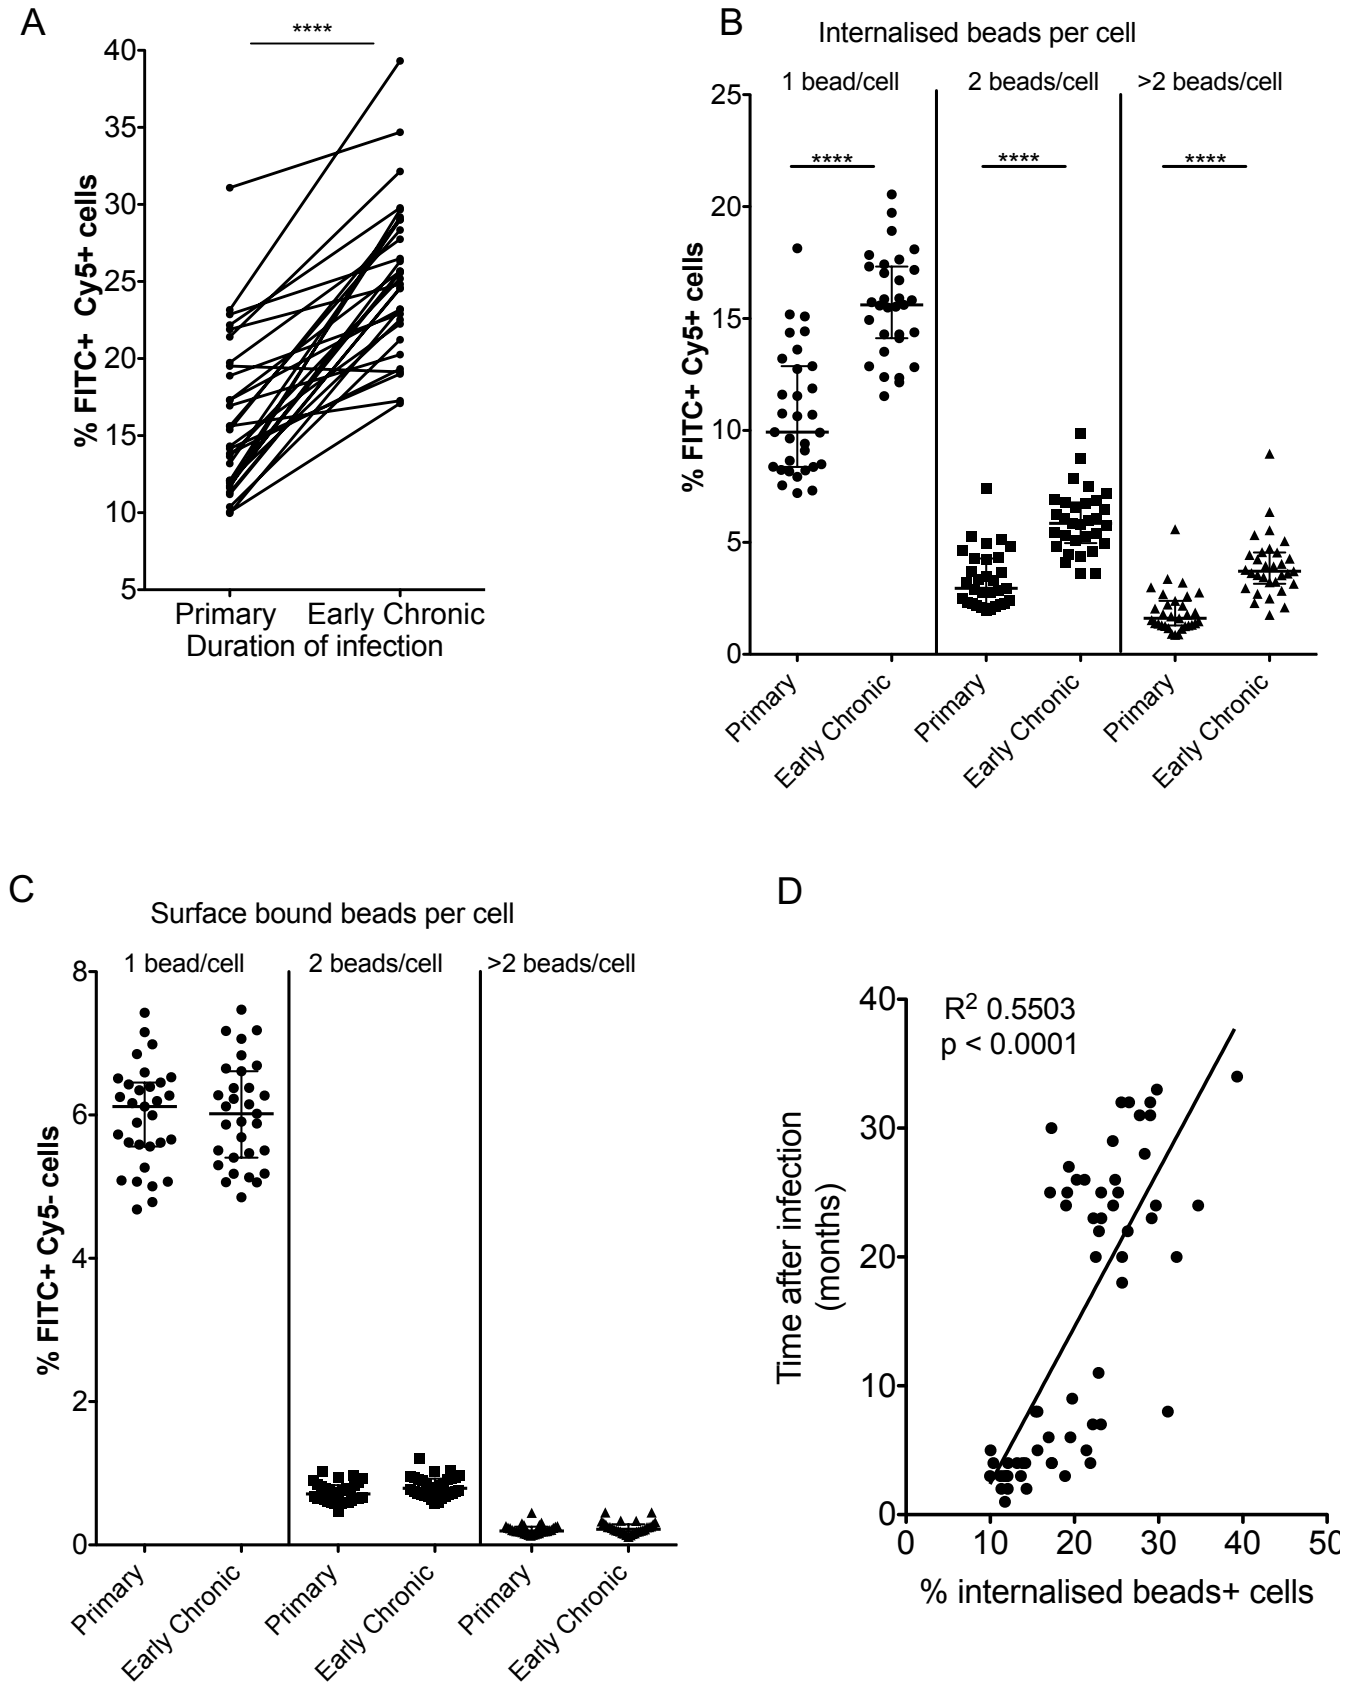 A
****
% FITC+ Cy5+ cells
40
35
30
25
20
15
10
5
Primary Early Chronic
Duration of infection
B
Internalised beads per cell
1 bead/cell 2 beads/cell >2 beads/cell
**** **** ****
% FITC+ Cy5+ cells
25
20
15
10
5
0
Primary
Early Chronic
Primary
Early Chronic
Primary
Early Chronic
C
Surface bound beads per cell
1 bead/cell 2 beads/cell >2 beads/cell
% FITC+ Cy5- cells
8
6
4
2
0
Primary
Early Chronic
Primary
Early Chronic
Primary
Early Chronic
D
R² 0.5503
p < 0.0001
Time after infection
(months)
40
30
20
10
0
0 10 20 30 40 50
% internalised beads+ cells